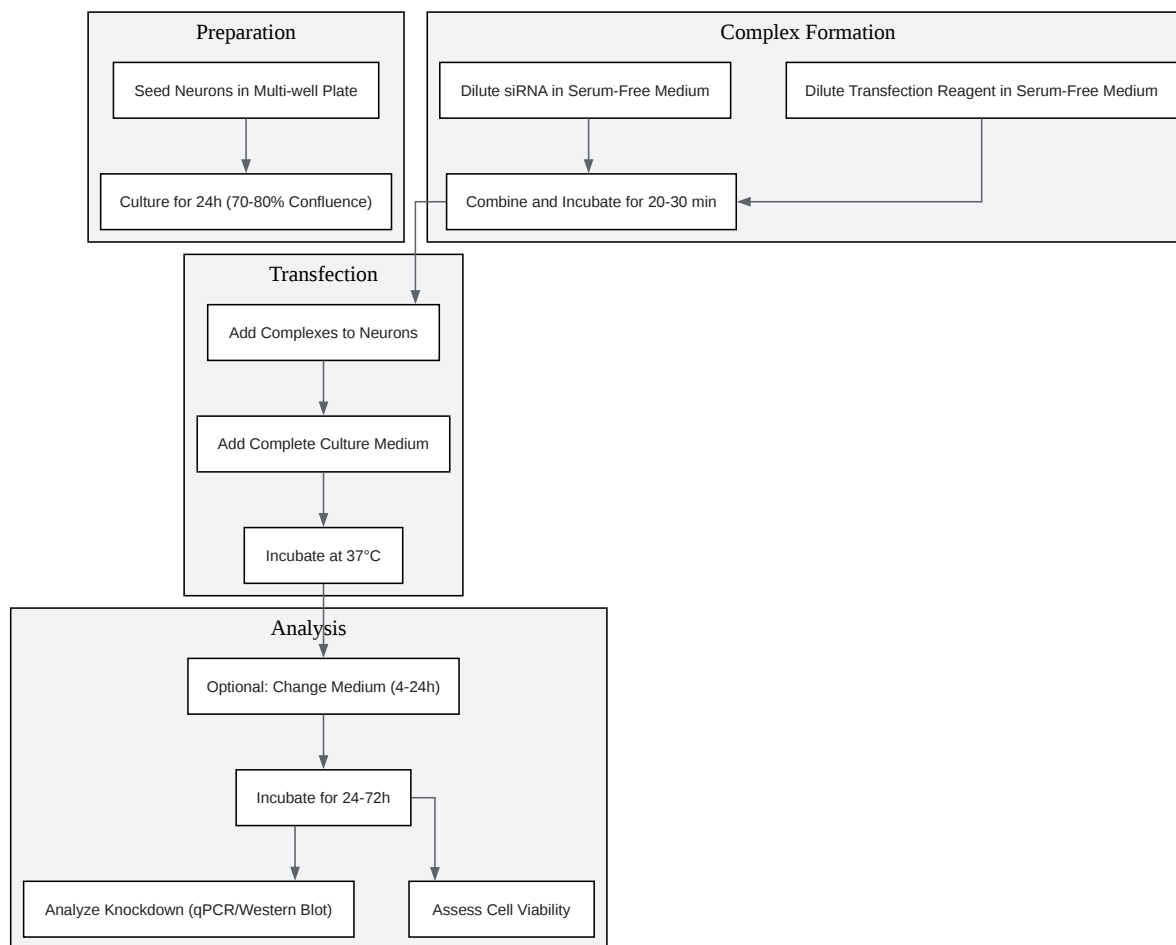 Preparation
Seed Neurons in Multi-well Plate
Culture for 24h (70-80% Confluence)
Complex Formation
Dilute siRNA in Serum-Free Medium
Dilute Transfection Reagent in Serum-Free Medium
Combine and Incubate for 20-30 min
Transfection
Add Complexes to Neurons
Add Complete Culture Medium
Incubate at 37°C
Analysis
Optional: Change Medium (4-24h)
Incubate for 24-72h
Analyze Knockdown (qPCR/Western Blot)
Assess Cell Viability